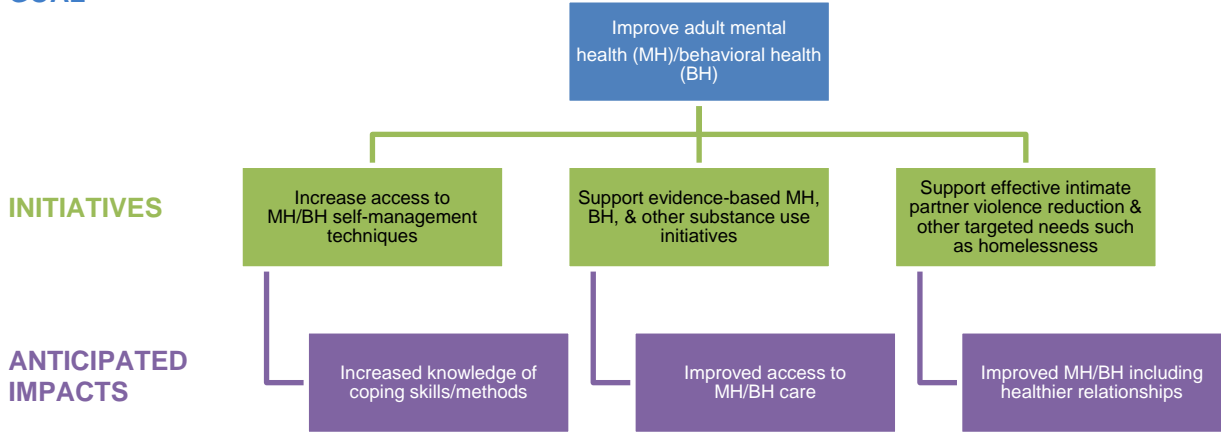 GOAL
Improve adult mental
health (MH)/behavioral health
(BH)
INITIATIVES
Increase access to
MH/BH self-management
techniques
Support evidence-based MH,
BH, & other substance use
initiatives
Support effective intimate
partner violence reduction &
other targeted needs such
as homelessness
ANTICIPATED
IMPACTS
Increased knowledge of
coping skills/methods
Improved access to
MH/BH care
Improved MH/BH including
healthier relationships